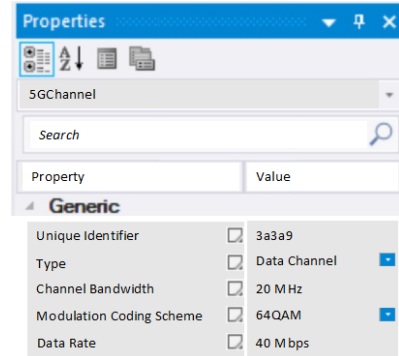 Properties
5GChannel
Search
Property Value
Generic
Unique Identifier 3a3a9
Type Data Channel
Channel Bandwidth 20 MHz
Modulation Coding Scheme 64QAM
Data Rate 40 Mbps